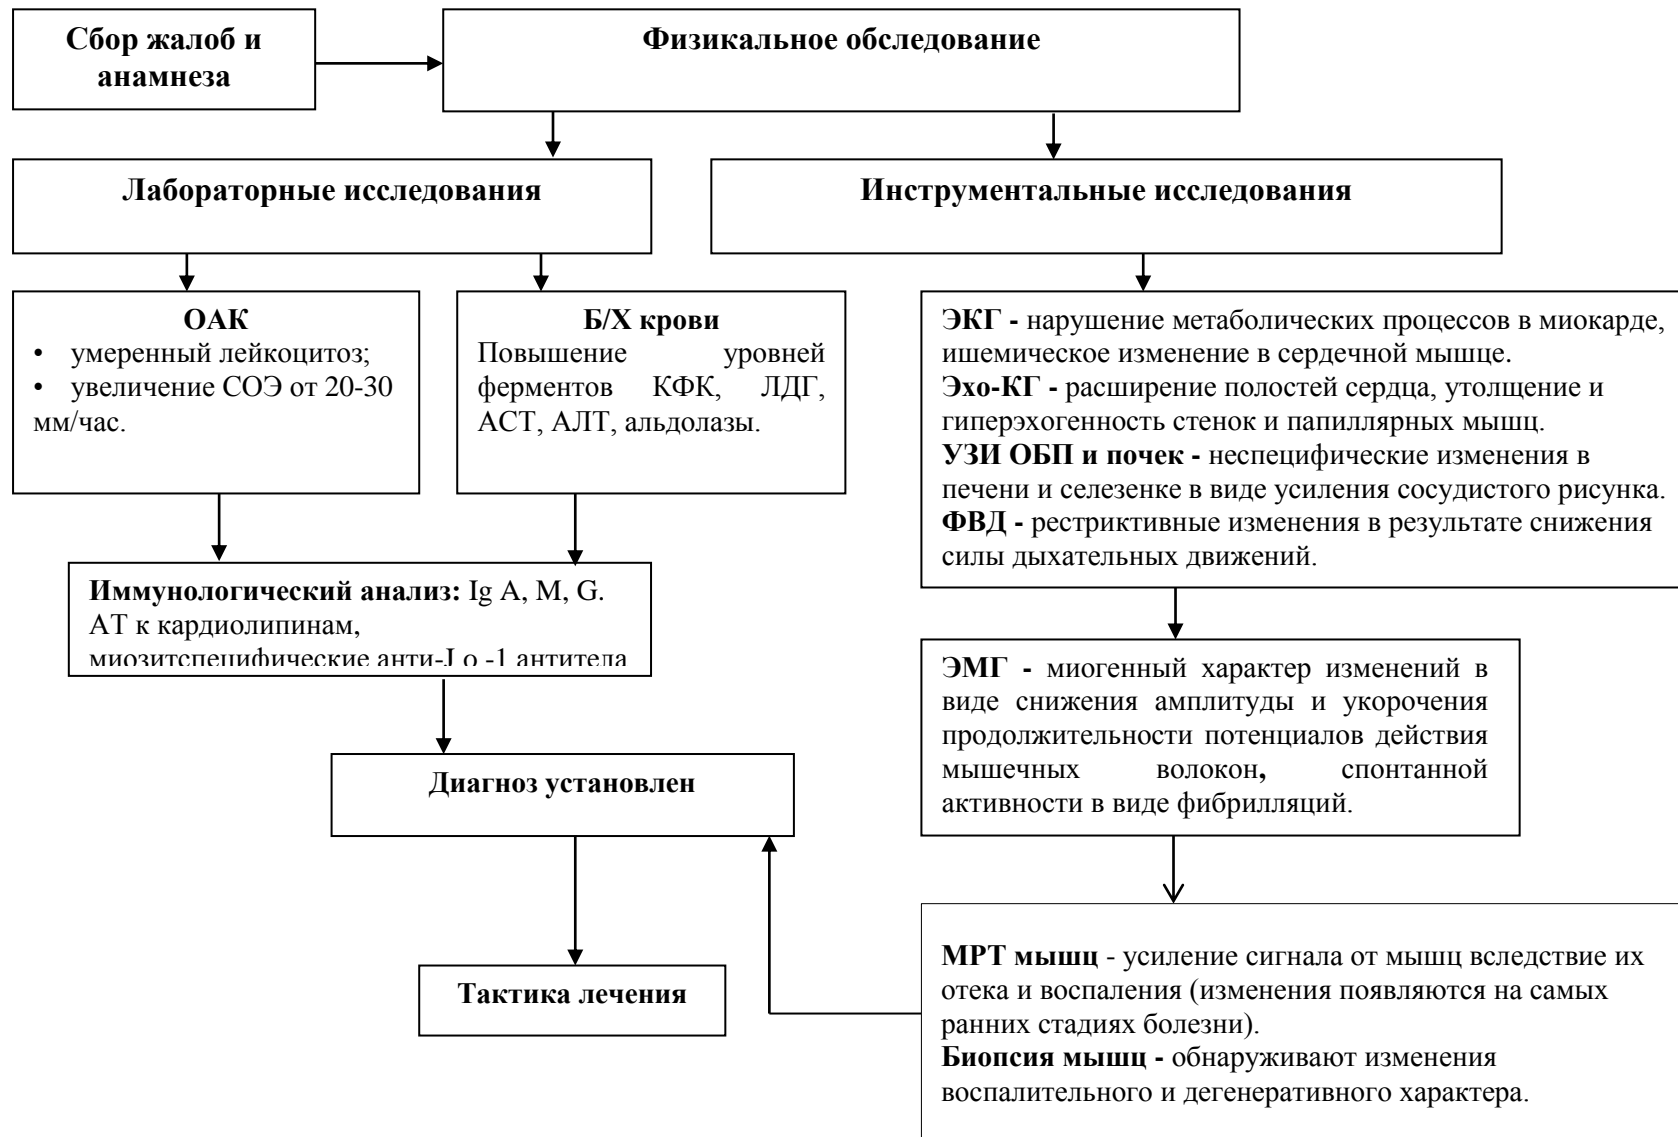 Сбор жалоб и
анамнеза
Физикальное обследование
Лабораторные исследования
Инструментальные исследования
ОАК
• умеренный лейкоцитоз;
• увеличение СОЭ от 20-30
мм/час.
Б/Х крови
Повышение уровней
ферментов КФК, ЛДГ,
АСТ, АЛТ, альдолазы.
ЭКГ - нарушение метаболических процессов в миокарде,
ишемическое изменение в сердечной мышце.
Эхо-КГ - расширение полостей сердца, утолщение и
гиперэхогенность стенок и папиллярных мышц.
УЗИ ОБП и почек - неспецифические изменения в
печени и селезенке в виде усиления сосудистого рисунка.
ФВД - рестриктивные изменения в результате снижения
силы дыхательных движений.
Иммунологический анализ: Ig A, M, G.
АТ к кардиолипинам,
миозитспецифические анти-J о -1 антитела
ЭМГ - миогенный характер изменений в
виде снижения амплитуды и укорочения
продолжительности потенциалов действия
мышечных волокон, спонтанной
активности в виде фибрилляций.
Диагноз установлен
Тактика лечения
МРТ мышц - усиление сигнала от мышц вследствие их
отека и воспаления (изменения появляются на самых
ранних стадиях болезни).
Биопсия мышц - обнаруживают изменения
воспалительного и дегенеративного характера.